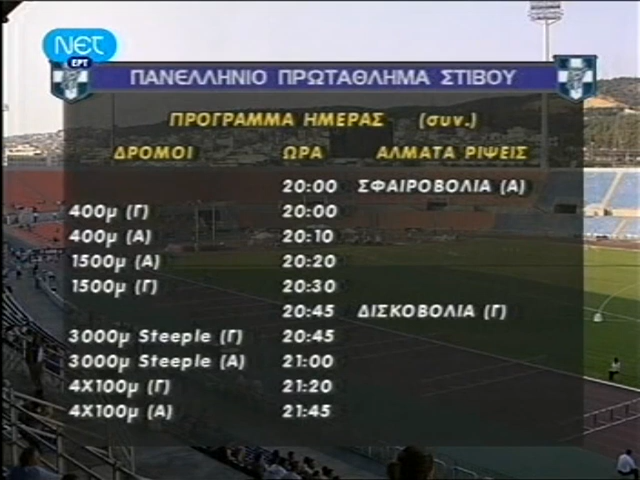 NET
ΕΡΤ
ΠΑΝΕΛΛΗΝΙΟ ΠΡΩΤΑΘΛΗΜΑ ΣΤΙΒΟΥ
ΠΡΟΓΡΑΜΜΑ ΗΜΕΡΑΣ (συν.)
ΔΡΟΜΟΙ ΩΡΑ ΑΛΜΑΤΑ ΡΙΨΕΙΣ
20:00 ΣΦΑΙΡΟΒΟΛΙΑ (Α)
400μ (Γ) 20:00
400μ (Α) 20:10
1500μ (Α) 20:20
1500μ (Γ) 20:30
20:45 ΔΙΣΚΟΒΟΛΙΑ (Γ)
3000μ Steeple (Γ) 20:45
3000μ Steeple (Α) 21:00
4Χ100μ (Γ) 21:20
4Χ100μ (Α) 21:45